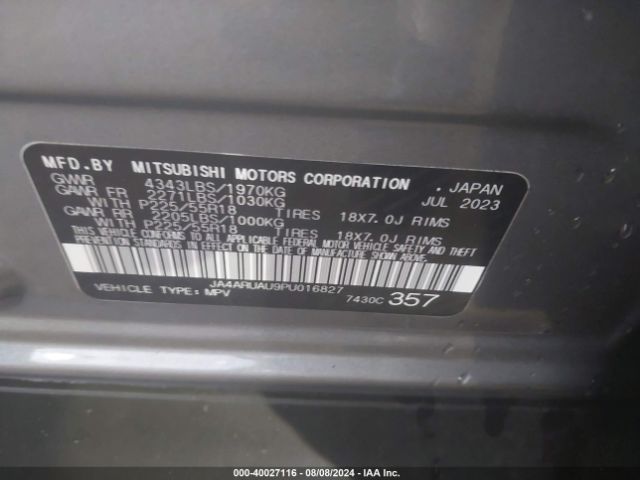 MFD.BY MITSUBISHI MOTORS CORPORATION . JAPAN
GVWR 4343LBS/1970KG JUL 2023
GAWR FR 2271LBS/1030KG
WITH P225/55R18 TIRES 18X7.0J RIMS
GAWR RR 2205LBS/1000KG
WITH P225/55R18 TIRES 18X7.0J RIMS
THIS VEHICLE CONFORMS TO ALL APPLICABLE FEDERAL MOTOR VEHICLE SAFETY AND THEFT
PREVENTION STANDARDS IN EFFECT ON THE DATE OF MANUFACTURE SHOWN ABOVE.
JA4ARUAU9PU016827
VEHICLE TYPE: MPV 7430C 357
000-40027116 - 08/08/2024 - IAAI.COM